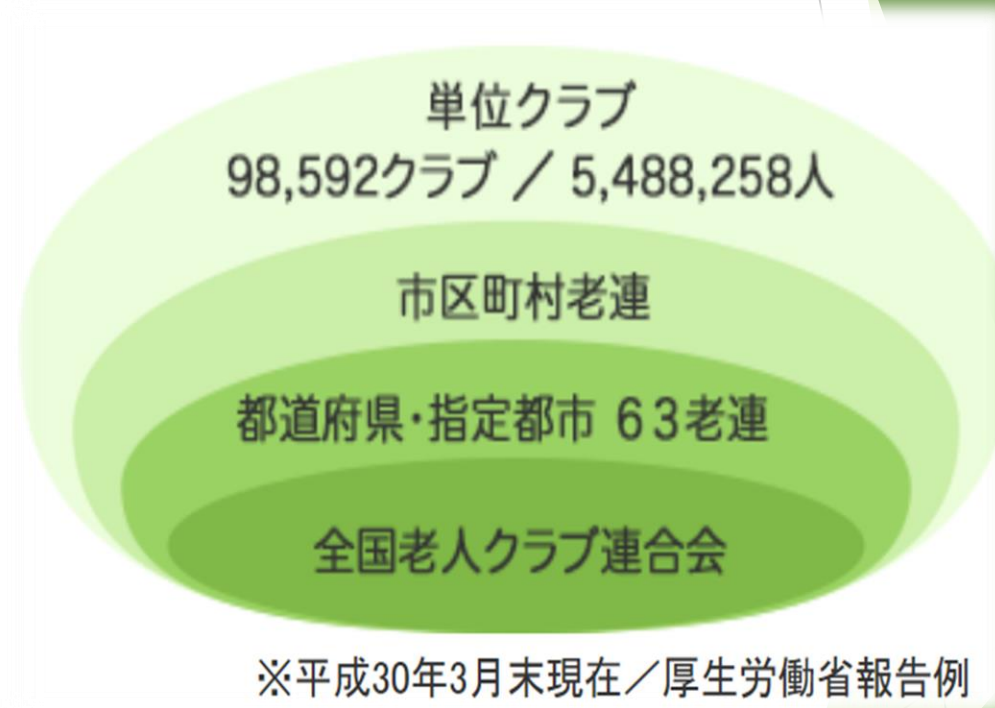 単位クラブ
98,592クラブ ／ 5,488,258人
市区町村老連
都道府県・指定都市 ６３老連
全国老人クラブ連合会
※平成30年3月末現在／厚生労働省報告例